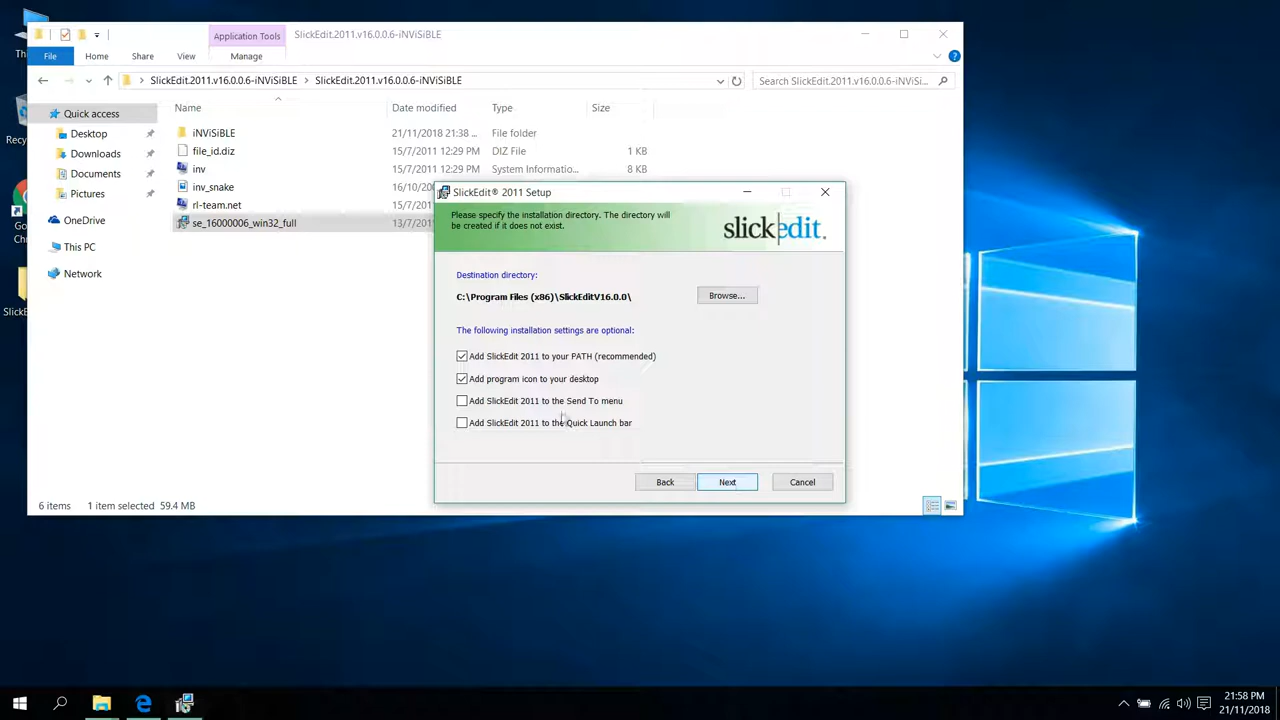 Application Tools
SlickEdit.2011.v16.0.0.6-iNViSiBLE
File
Home
Share
View
Manage
SlickEdit.2011.v16.0.0.6-iNViSiBLE
SlickEdit.2011.v16.0.0.6-iNViSiBLE
Search SlickEdit.2011.v16.0.0.6-iNViSi...
Name
Date modified
Type
Size
Quick access
Desktop
Downloads
Documents
Pictures
OneDrive
This PC
Network
iNViSiBLE
21/11/2018 21:38 ...
File folder
file_id.diz
15/7/2011 12:29 PM
DIZ File
1 KB
inv
15/7/2011 12:29 PM
System Informatio...
8 KB
inv_snake
16/10/
rl-team.net
15/7/201
se_16000006_win32_full
13/7/201
6 items
1 item selected 59.4 MB
SlickEdit® 2011 Setup
Please specify the installation directory. The directory will
be created if it does not exist.
slickedit.
Destination directory:
C:\Program Files (x86)\SlickEditV16.0.0\
Browse...
The following installation settings are optional:
Add SlickEdit 2011 to your PATH (recommended)
Add program icon to your desktop
Add SlickEdit 2011 to the Send To menu
Add SlickEdit 2011 to the Quick Launch bar
Back
Next
Cancel
21:58 PM
21/11/2018